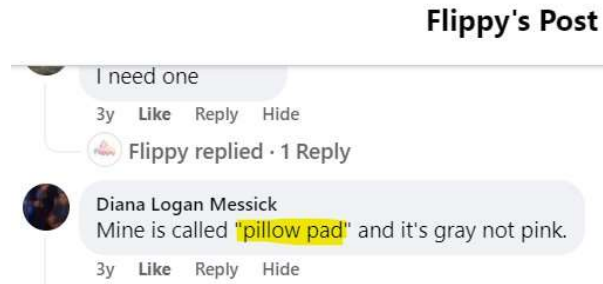 Flippy's Post
I need one
3y Like Reply Hide
Flippy replied · 1 Reply
Diana Logan Messick
Mine is called "pillow pad" and it's gray not pink.
3y Like Reply Hide